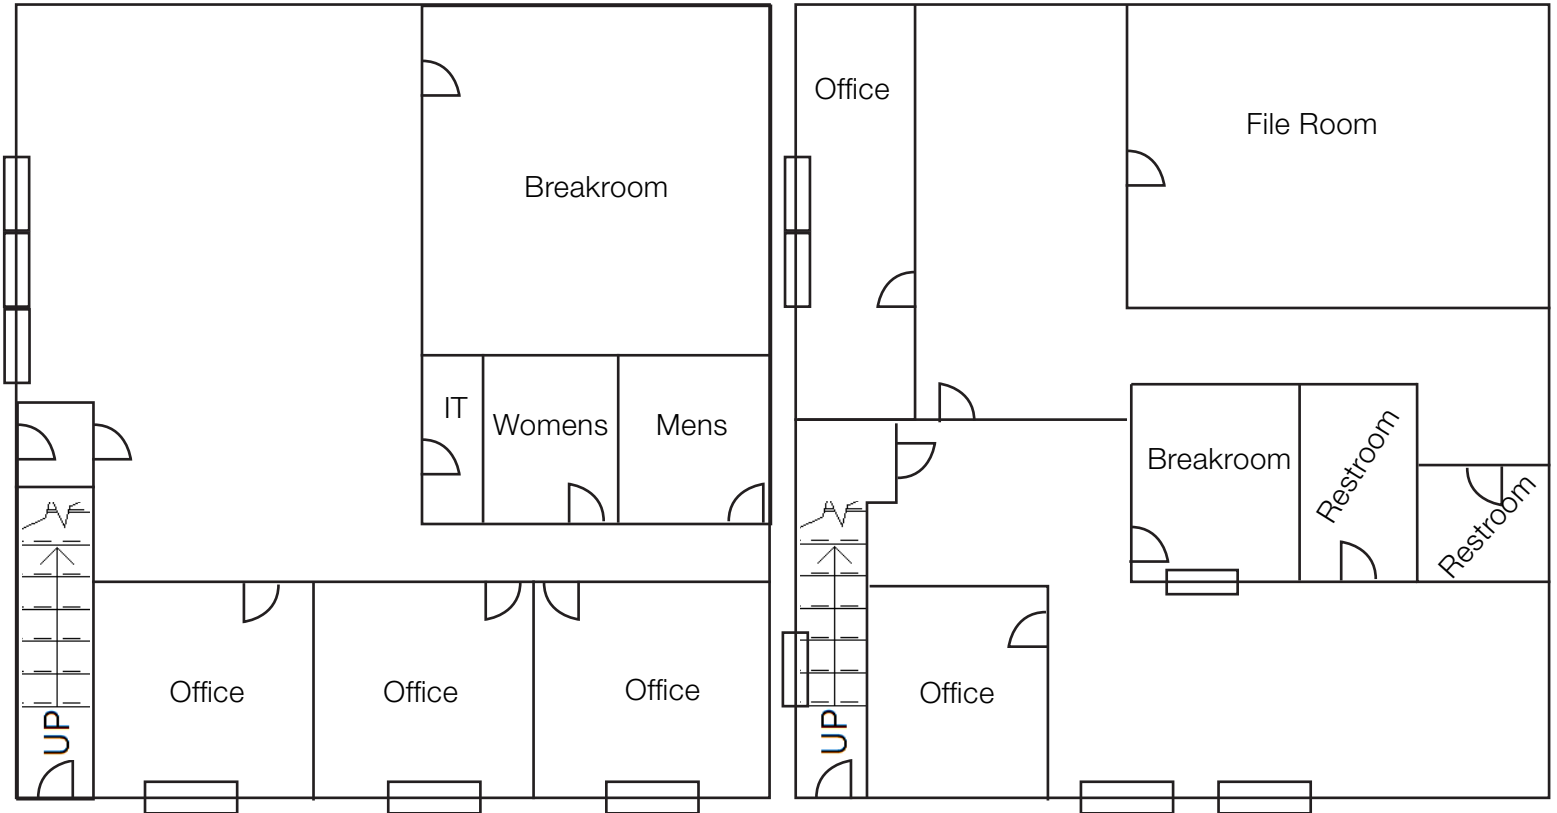 Office
File Room
Breakroom
IT
Womens
Mens
Breakroom
Restroom
Restroom
Office
Office
Office
Office
UP
UP